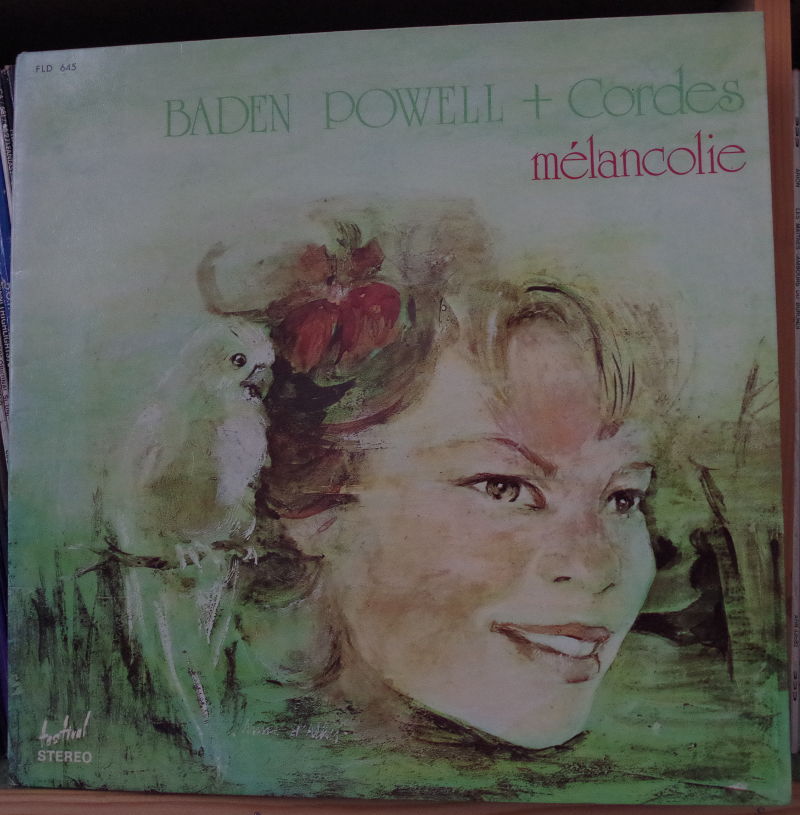 FLD 645
BADEN POWELL + Cordes
mélancolie
festival
STEREO